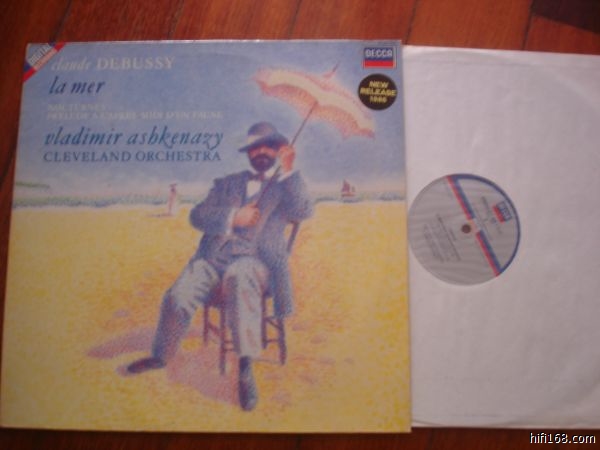 DIGITAL
DECCA
claude DEBUSSY
la mer
NOCTURNES
PRELUDE A L'APRES-MIDI D'UN FAUNE
NEW
RELEASE
1986
vladimir ashkenazy
CLEVELAND ORCHESTRA
DECCA
hifi168.com